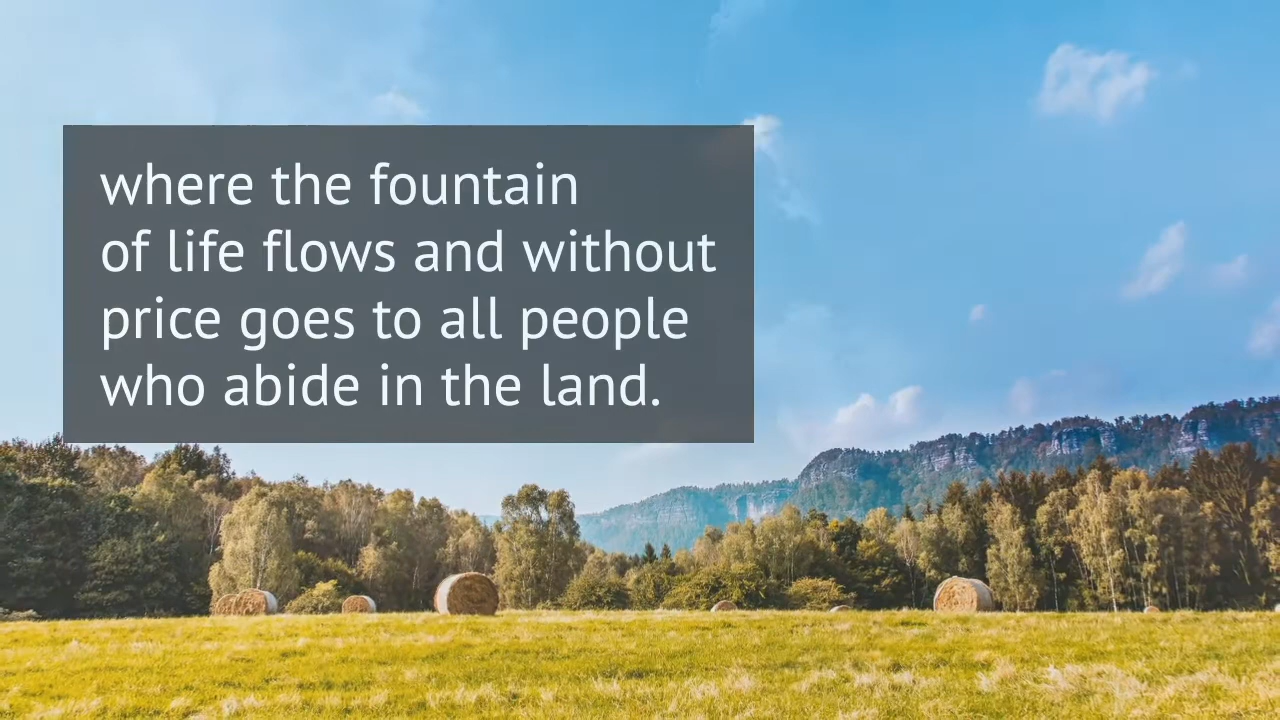 where the fountain
of life flows and without
price goes to all people
who abide in the land.